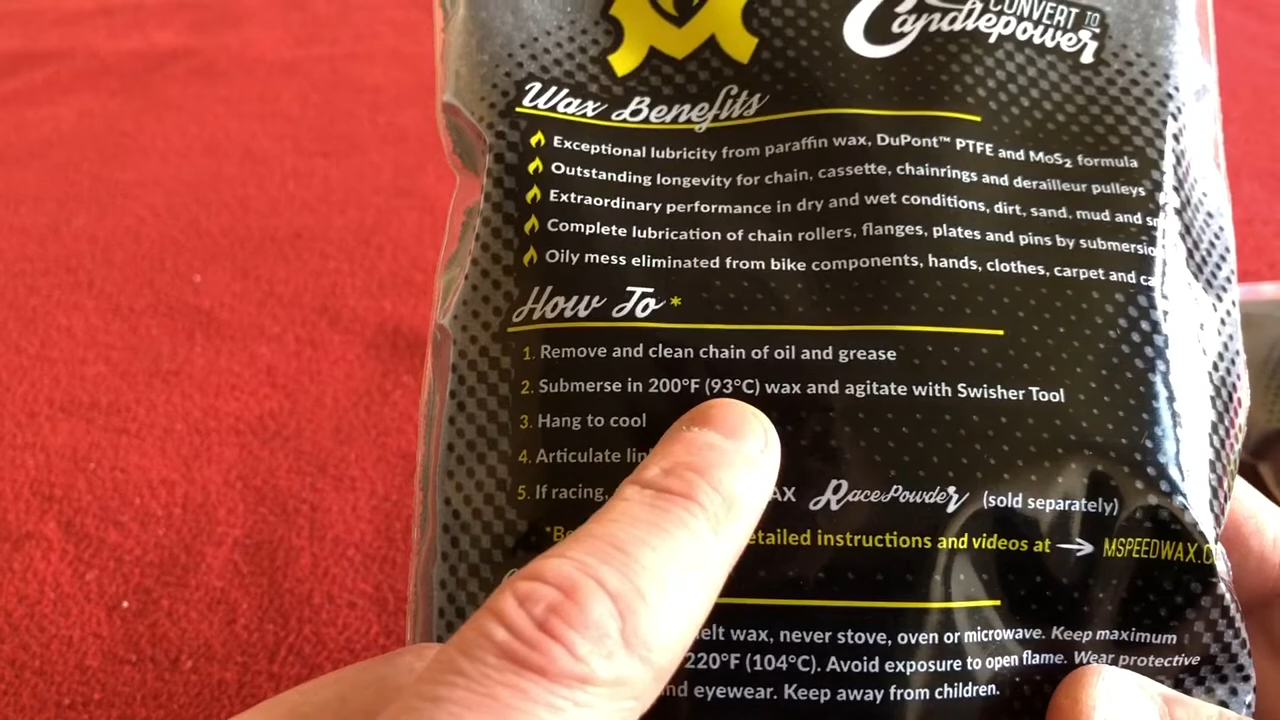 CONVERT TO
Candlepower
Wax Benefits
Exceptional lubricity from paraffin wax, DuPont™ PTFE and MoS₂ formula
Outstanding longevity for chain, cassette, chainrings and derailleur pulleys
Extraordinary performance in dry and wet conditions, dirt, sand, mud and
Complete lubrication of chain rollers, flanges, plates and pins by
Oily mess eliminated from bike components, hands, clothes, carpet and
How To*
1. Remove and clean chain of oil and grease
2. Submerse in 200°F (93°C) wax and agitate with Swisher Tool
3. Hang to cool
4. Articulate
5. If racing, RacePowder (sold separately)
instructions and videos at → MSPEEDWAX.
wax, never stove, oven or microwave. Keep maximum
220°F (104°C). Avoid exposure to open flame. Wear protective
eyewear. Keep away from children.